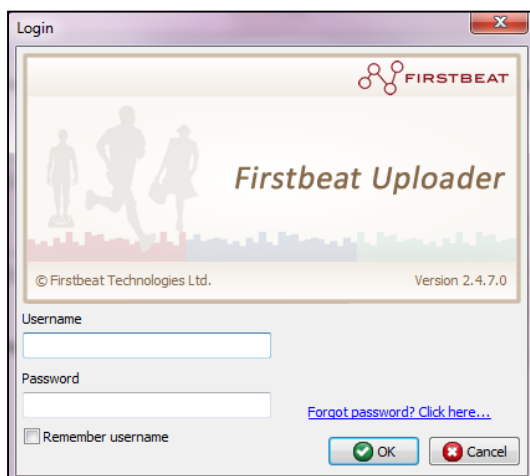 Login
FIRSTBEAT
Firstbeat Uploader
© Firstbeat Technologies Ltd. Version 2.4.7.0
Username
Password
Forgot password? Click here...
Remember username
OK Cancel